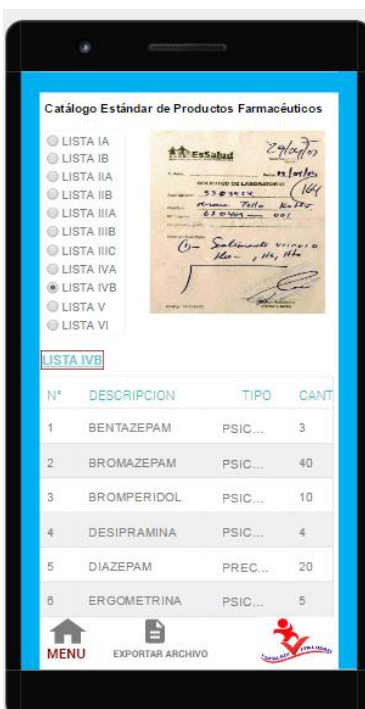 Catálogo Estándar de Productos Farmacéuticos
LISTA IA
LISTA IB
LISTA IIA
LISTA IIB
LISTA IIIA
LISTA IIIB
LISTA IIIC
LISTA IVA
LISTA IVB
LISTA V
LISTA VI
EsSalud
SOLICITUD DE LABORATORIO
LISTA IVB
N° DESCRIPCION TIPO CANT
1 BENTAZEPAM PSIC... 3
2 BROMAZEPAM PSIC... 40
3 BROMPERIDOL PSIC... 10
4 DESIPRAMINA PSIC... 4
5 DIAZEPAM PREC... 20
6 ERGOMETRINA PSIC... 5
MENU
EXPORTAR ARCHIVO